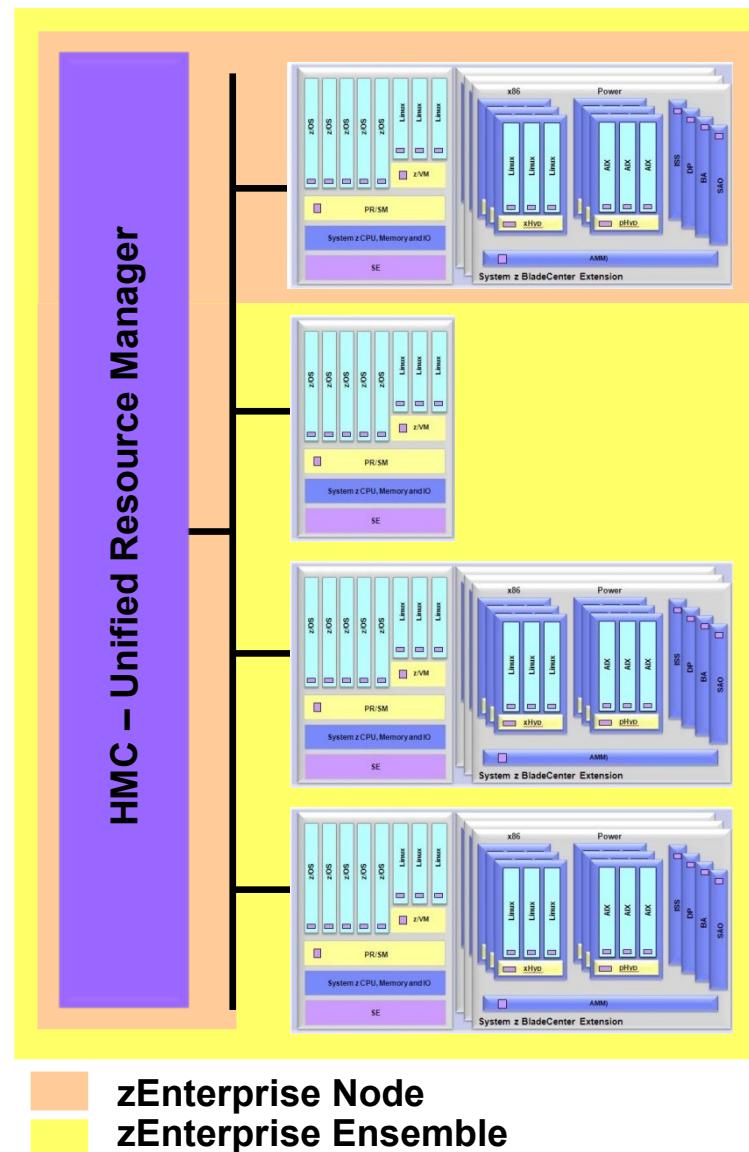 HMC – Unified Resource Manager
z/OS
z/OS
z/OS
z/OS
z/OS
Linux
Linux
Linux
z/VM
PR/SM
System z CPU, Memory and IO
SE
x86
Power
Linux
Linux
Linux
xHyp
AIX
AIX
AIX
pHyp
ISS
DP
BA
SAO
AMM)
System z BladeCenter Extension
z/OS
z/OS
z/OS
z/OS
z/OS
Linux
Linux
Linux
z/VM
PR/SM
System z CPU, Memory and IO
SE
z/OS
z/OS
z/OS
z/OS
z/OS
Linux
Linux
Linux
z/VM
PR/SM
System z CPU, Memory and IO
SE
x86
Power
Linux
Linux
Linux
xHyp
AIX
AIX
AIX
pHyp
ISS
DP
BA
SAO
AMM)
System z BladeCenter Extension
z/OS
z/OS
z/OS
z/OS
z/OS
Linux
Linux
Linux
z/VM
PR/SM
System z CPU, Memory and IO
SE
x86
Power
Linux
Linux
Linux
xHyp
AIX
AIX
AIX
pHyp
ISS
DP
BA
SAO
AMM)
System z BladeCenter Extension
zEnterprise Node
zEnterprise Ensemble